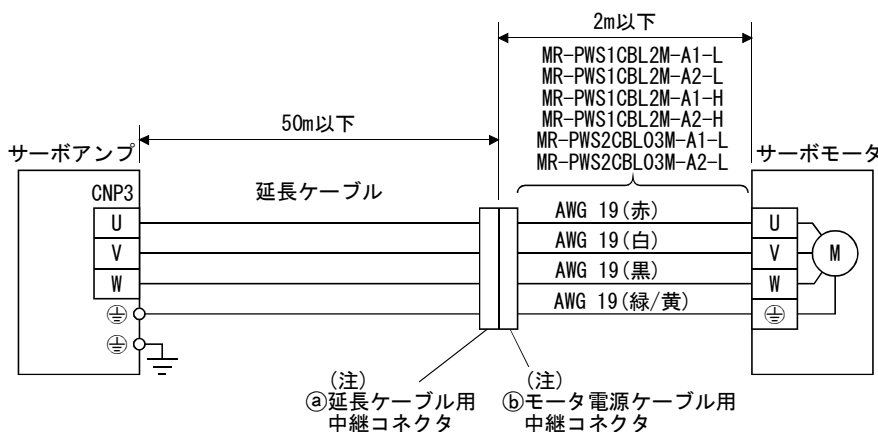 2m以下
MR-PWS1CBL2M-A1-L
MR-PWS1CBL2M-A2-L
MR-PWS1CBL2M-A1-H
MR-PWS1CBL2M-A2-H
MR-PWS2CBL03M-A1-L
MR-PWS2CBL03M-A2-L
50m以下
サーボアンプ
サーボモータ
CNP3
延長ケーブル
U
V
W
AWG 19(赤)
AWG 19(白)
AWG 19(黒)
AWG 19(緑/黄)
U
V
W
M
(注)
ⓐ延長ケーブル用
中継コネクタ
(注)
ⓑモータ電源ケーブル用
中継コネクタ